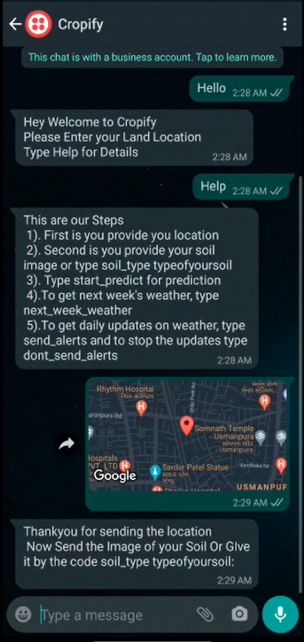 Cropify
This chat is with a business account. Tap to learn more.
Hello
2:28 AM
Hey Welcome to Cropify
Please Enter your Land Location
Type Help for Details
2:28 AM
Help
2:28 AM
This are our Steps
1). First is you provide you location
2). Second is you provide your soil
image or type soil_type typeofyoursoil
3). Type start_predict for prediction
4).To get next week's weather, type
next_week_weather
5).To get daily updates on weather, type
send_alerts and to stop the updates type
dont_send_alerts
2:28 AM
Rhythm Hospital
Somnath Temple
Usmanpura
Sardar Patel Statue
Google
USMANPUR
2:29 AM
Thankyou for sending the location
Now Send the Image of your Soil Or GIve
it by the code soil_type typeofyoursoil:
2:29 AM
Type a message